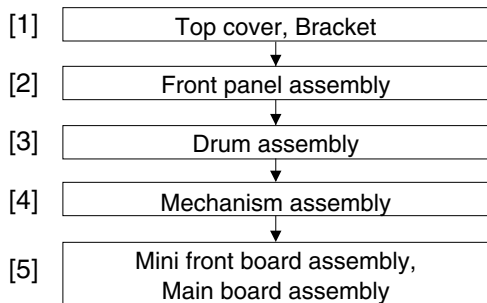 [1] Top cover, Bracket
[2] Front panel assembly
[3] Drum assembly
[4] Mechanism assembly
[5] Mini front board assembly,
Main board assembly